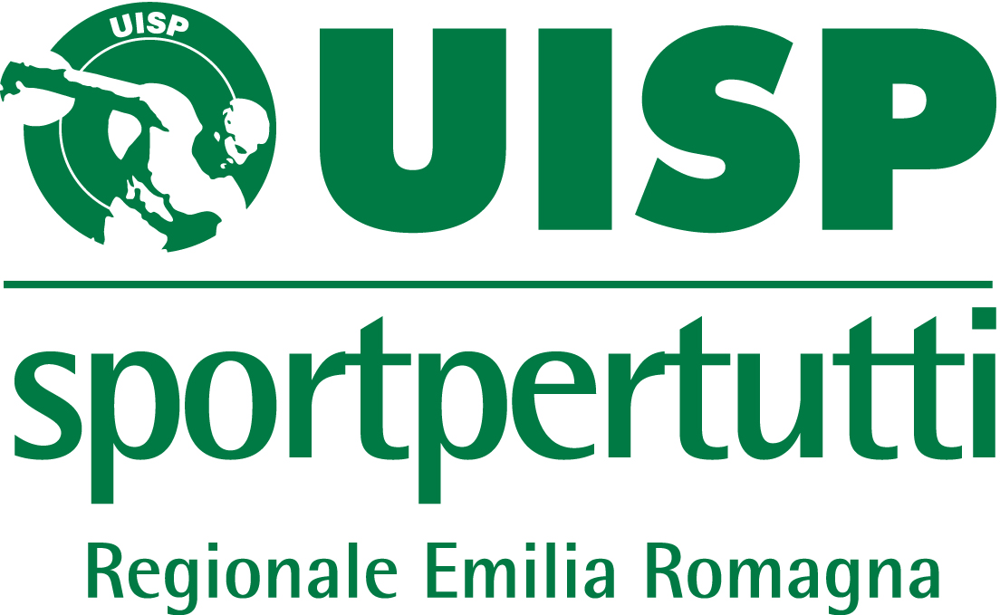 UISP
UISP
sportpertutti
Regionale Emilia Romagna